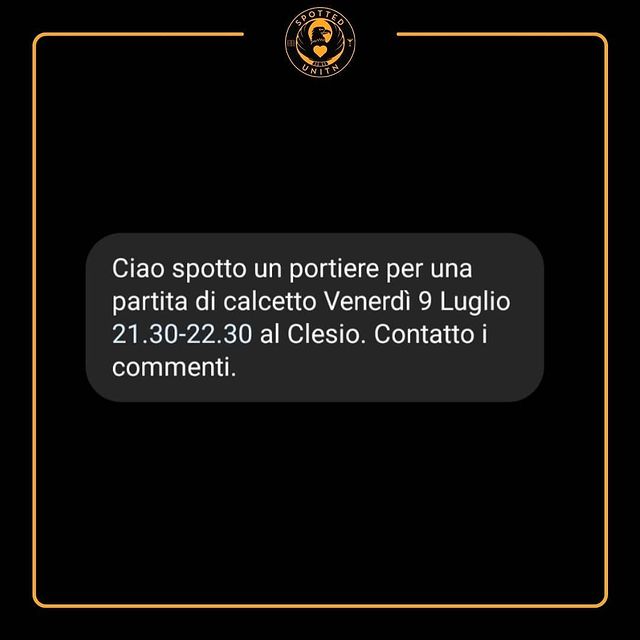 SPOTTED
UNITN
Ciao spotto un portiere per una
partita di calcetto Venerdì 9 Luglio
21.30-22.30 al Clesio. Contatto i
commenti.